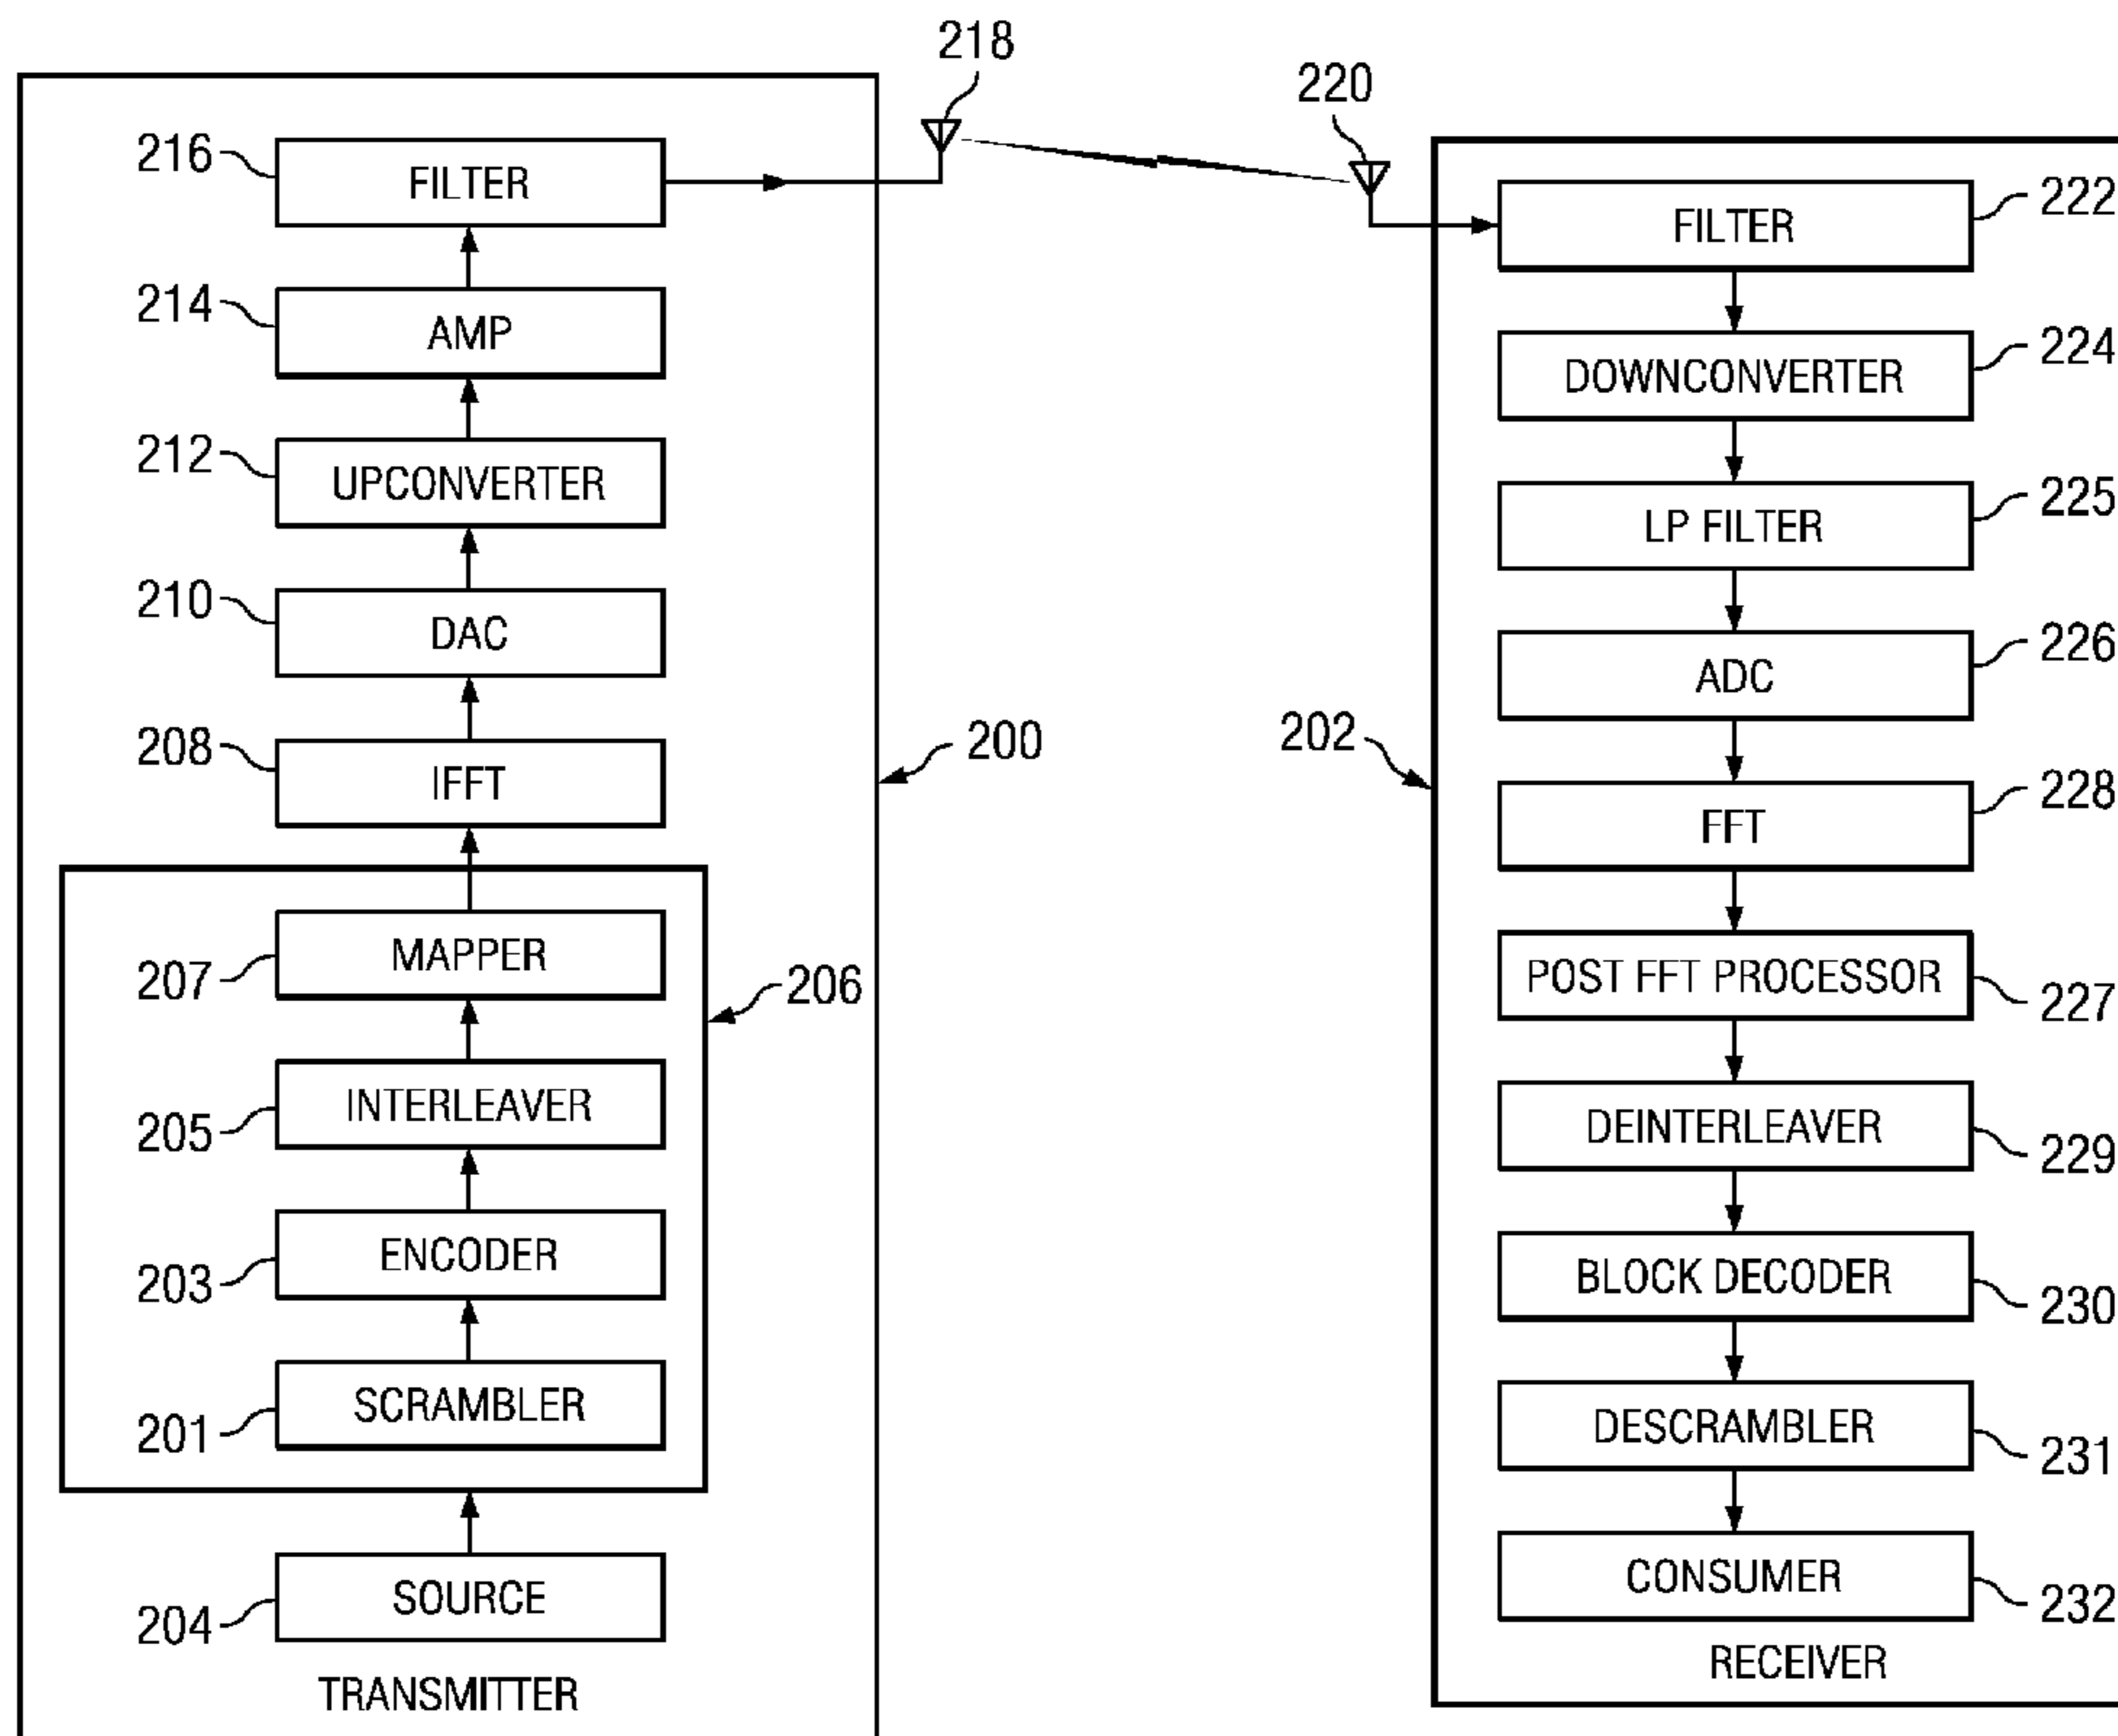 218
220
216
FILTER
222
FILTER
214
AMP
224
DOWNCONVERTER
212
UPCONVERTER
225
LP FILTER
210
DAC
226
ADC
208
IFFT
200
202
228
FFT
207
MAPPER
206
POST FFT PROCESSOR
227
205
INTERLEAVER
DEINTERLEAVER
229
203
ENCODER
BLOCK DECODER
230
201
SCRAMBLER
DESCRAMBLER
231
204
SOURCE
CONSUMER
232
TRANSMITTER
RECEIVER